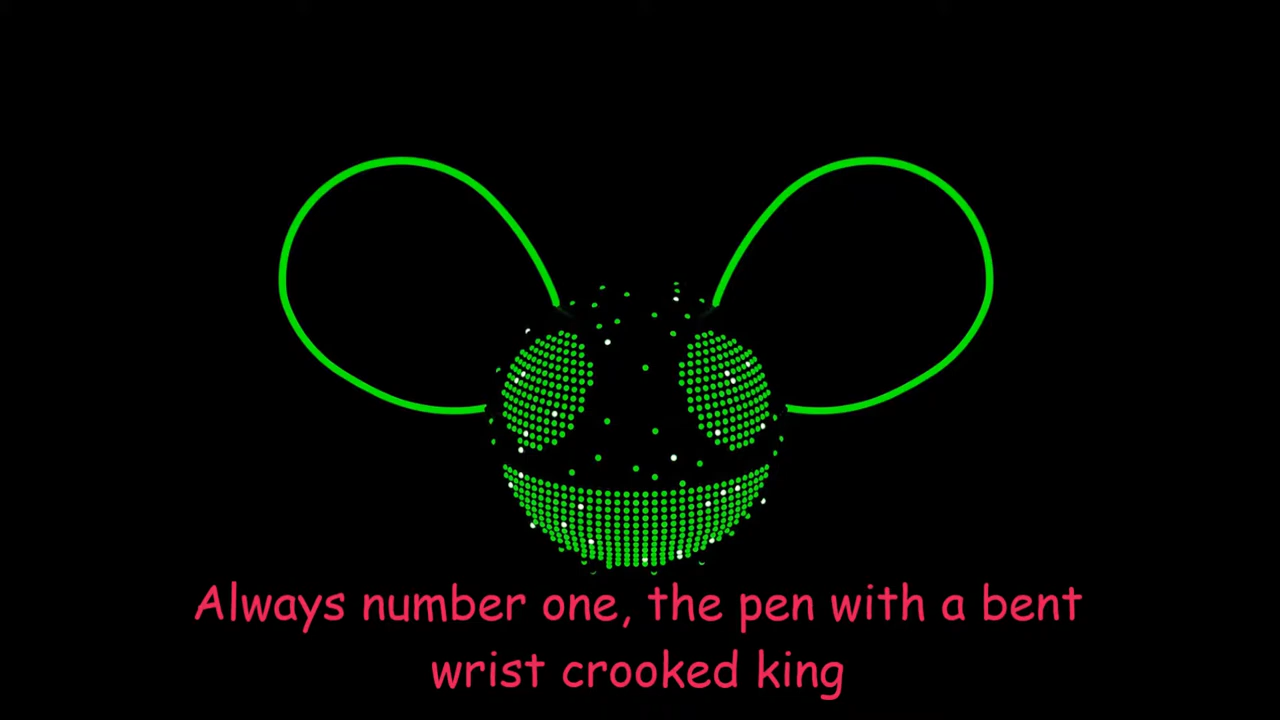 Always number one, the pen with a bent
wrist crooked king